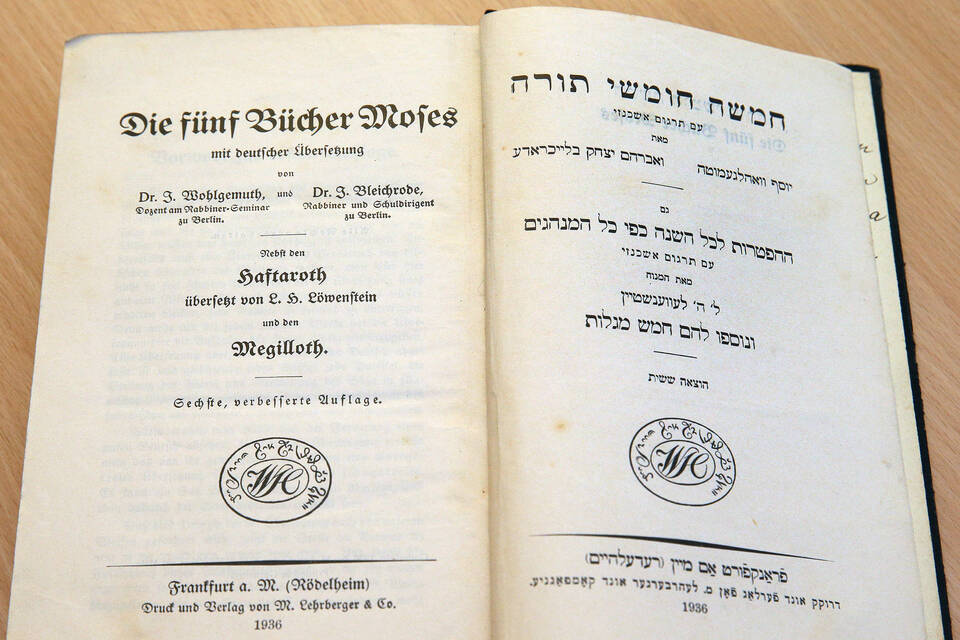 Die fünf Bücher Moses
mit deutscher Übersetzung
von
Dr. J. Wohlgemuth, und Dr. J. Bleichrode,
Dozent am Rabbiner-Seminar Rabbiner und Schuldirigent
zu Berlin. zu Berlin.
Nebst den
Haftaroth
übersetzt von L. H. Löwenstein
und den
Megilloth.
Sechste, verbesserte Auflage.
WH
Frankfurt a. M. (Rödelheim)
Druck und Verlag von M. Lehrberger & Co.
1936
חמשה חומשי תורה
עם תרגום אשכנזי
מאת
יוסף וואהלגעמוטה ואברהם יצחק בלייכראדע
גם
ההפטרות לכל השנה כפי כל המנהגים
עם תרגום אשכנזי
מאת המנוח
ל׳ ה׳ לעווענשטיין
ונוספו להם חמש מגלות
הוצאה ששית
WH
פראנקפורט אם מיין (רעדעלהיים)
דרוקק אונד פערלאג פאן מ. לעהרבערגער אונד קאמפאגניע.
1936